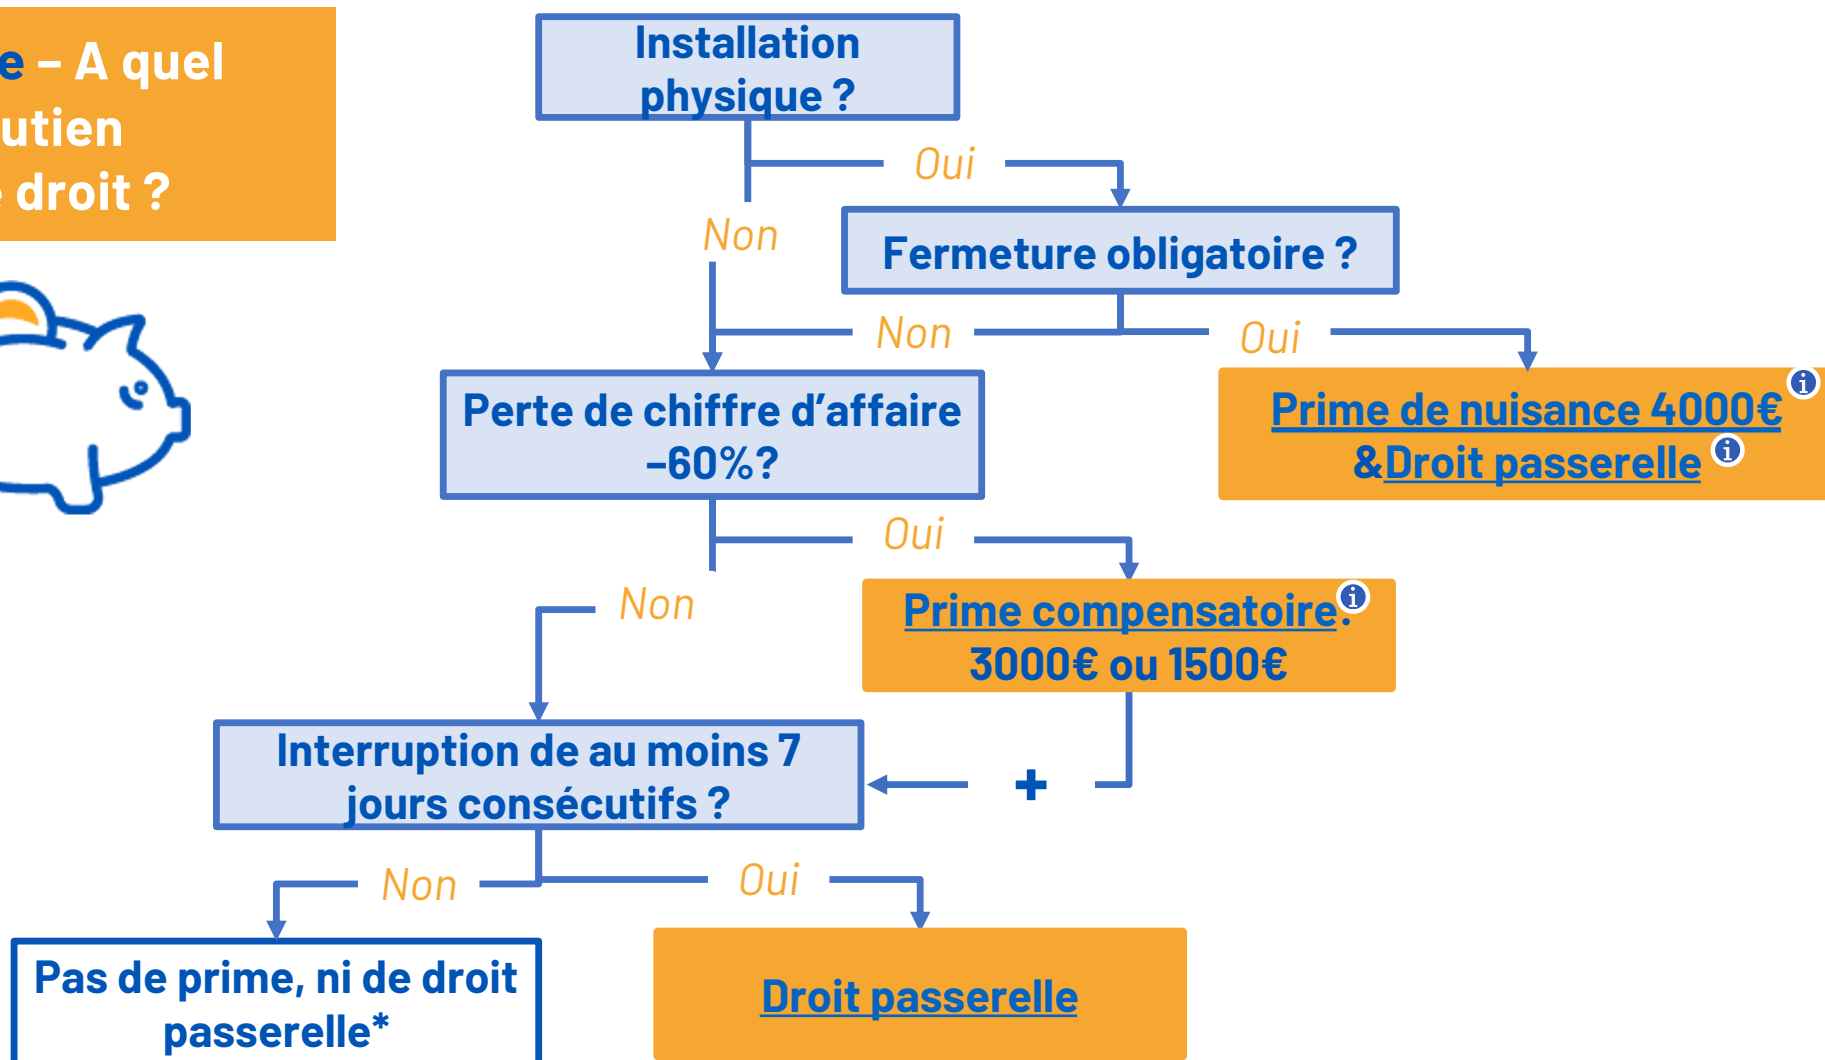 e – A quel
utien
droit ?
Installation
physique ?
Oui
Non
Fermeture obligatoire ?
Non
Oui
Perte de chiffre d’affaire
-60%?
Prime de nuisance 4000€
&Droit passerelle
Oui
Non
Prime compensatoire:
3000€ ou 1500€
Interruption de au moins 7
jours consécutifs ?
+
Non
Oui
Pas de prime, ni de droit
passerelle*
Droit passerelle